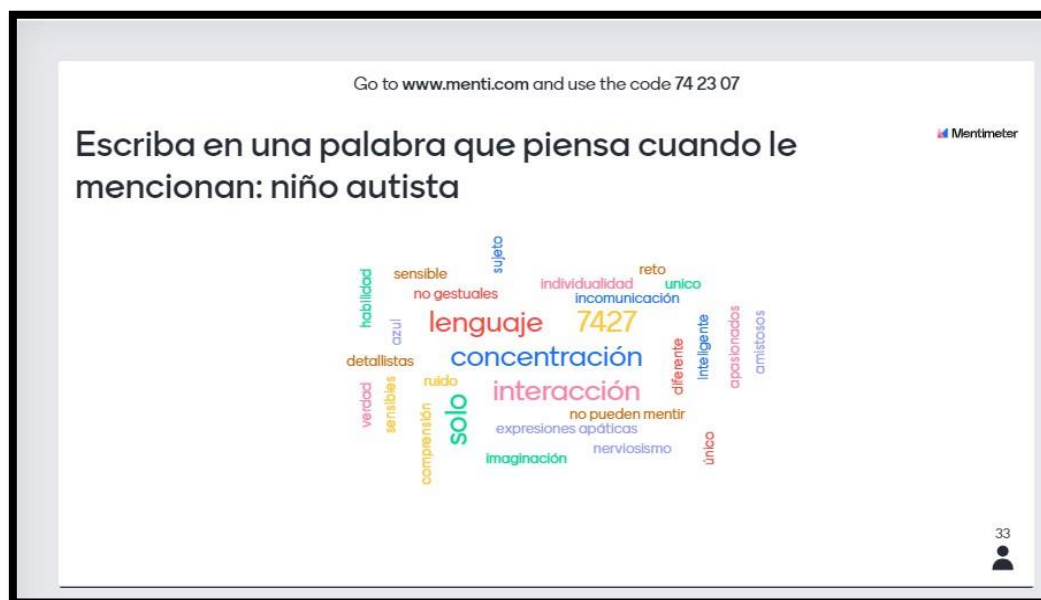 Go to www.menti.com and use the code 74 23 07
Mentimeter
Escriba en una palabra que piensa cuando le
mencionan: niño autista
sujeto
sensible
reto
habilidad
individualidad
unico
no gestuales
incomunicación
azul
lenguaje
7427
Inteligente
apasionados
amistosos
detallistas
concentración
diferente
verdad
sensibles
ruido
interacción
comprensión
solo
no pueden mentir
expresiones apáticas
nerviosismo
único
imaginación
33